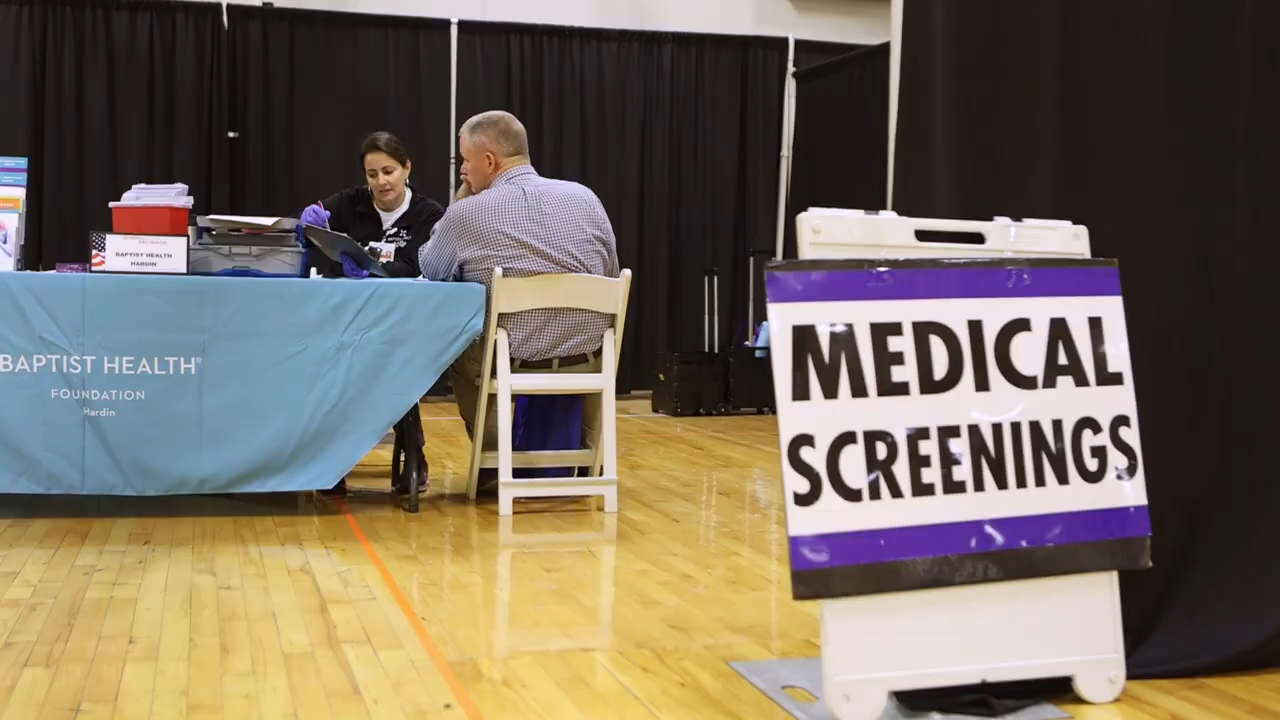 BAPTIST HEALTH
HARDIN
BAPTIST HEALTH®
FOUNDATION
Hardin
MEDICAL
SCREENINGS